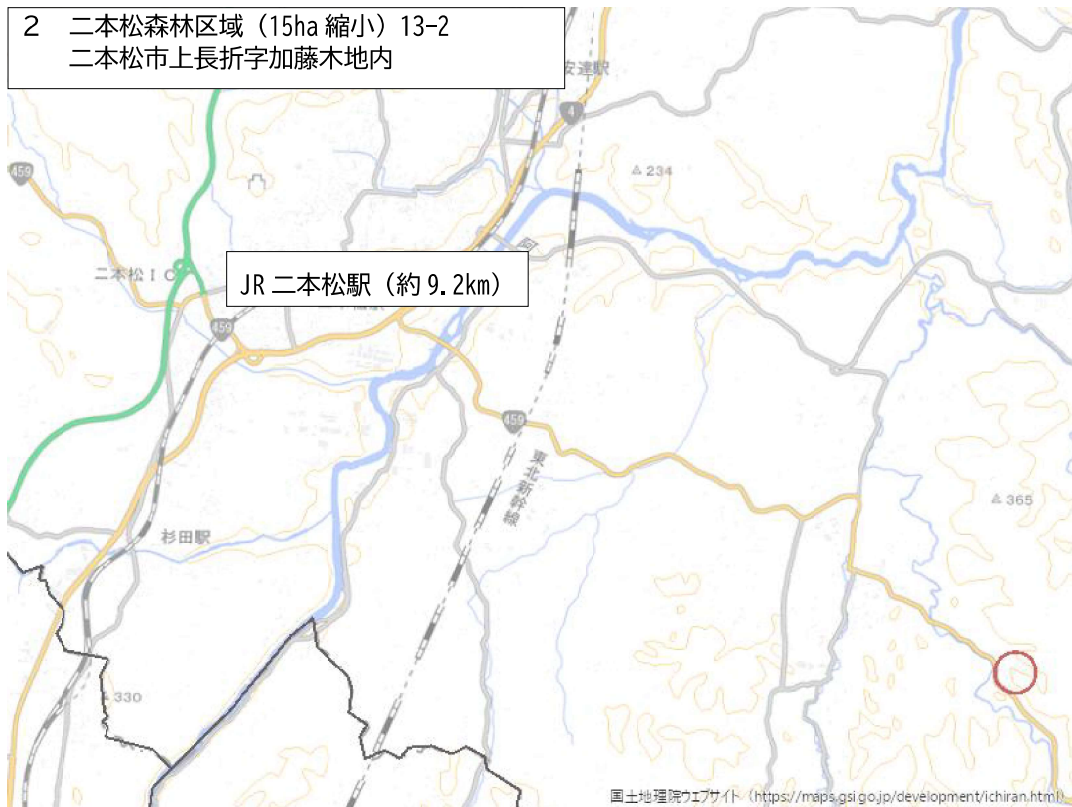 2 二本松森林区域（15ha 縮小）13-2
二本松市上長折字加藤木地内
安達駅
4
459
234
阿
二本松ＩＣ
JR 二本松駅（約 9.2km）
459
459
東北新幹線
365
杉田駅
330
国土地理院ウェブサイト（https://maps.gsi.go.jp/development/ichiran.html）